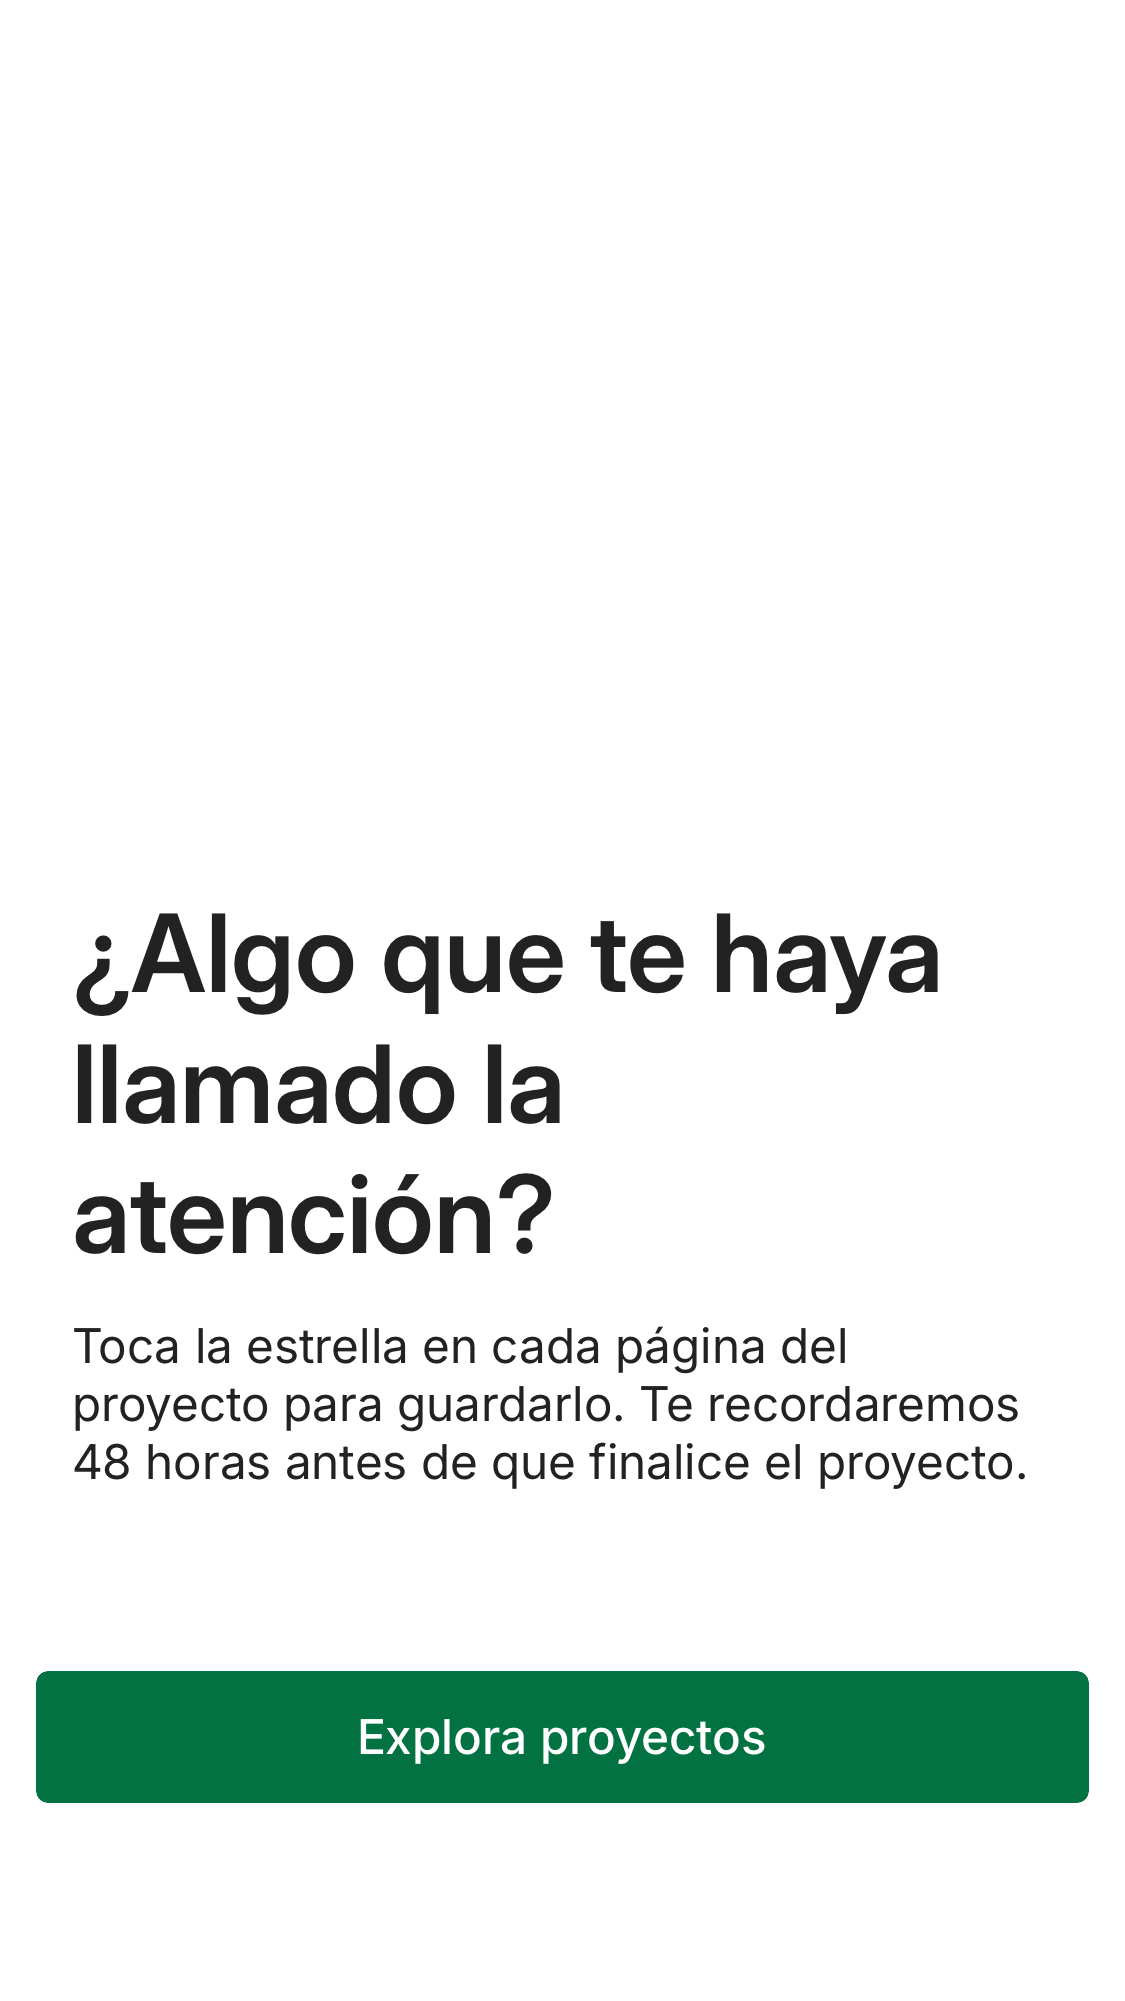 ¿Algo que te haya
llamado la
atención?
Toca la estrella en cada página del
proyecto para guardarlo. Te recordaremos
48 horas antes de que finalice el proyecto.
Explora proyectos